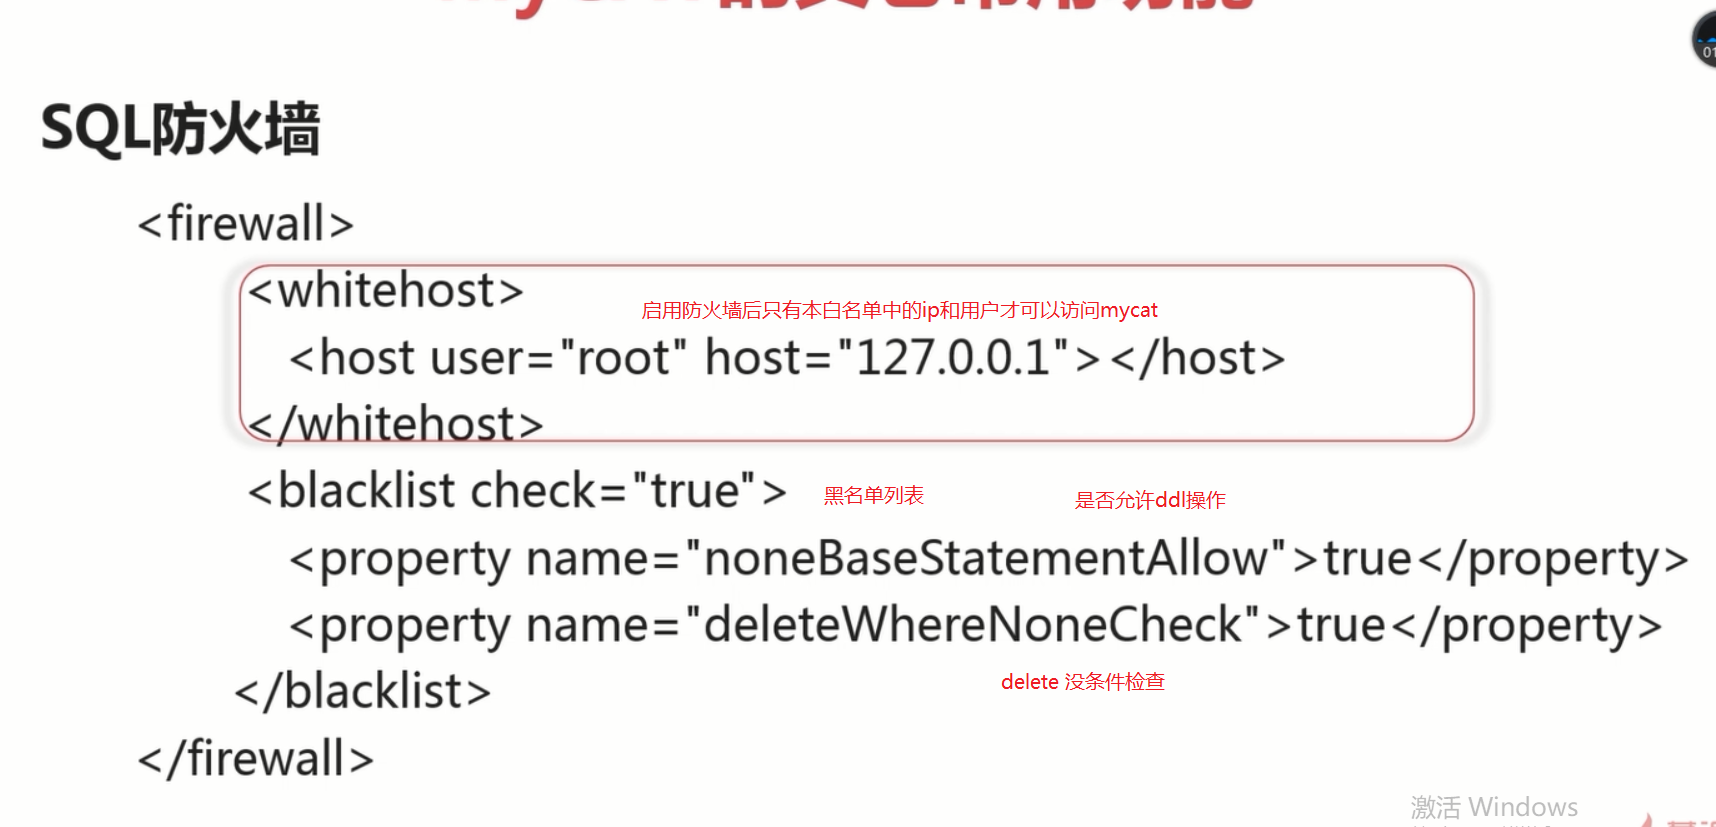 SQL防火墙
<firewall>
<whitehost>
启用防火墙后只有本白名单中的ip和用户才可以访问mycat
<host user="root" host="127.0.0.1"></host>
</whitehost>
<blacklist check="true">
黑名单列表
是否允许ddl操作
<property name="noneBaseStatementAllow">true</property>
<property name="deleteWhereNoneCheck">true</property>
delete 没条件检查
</blacklist>
</firewall>
激活 Windows